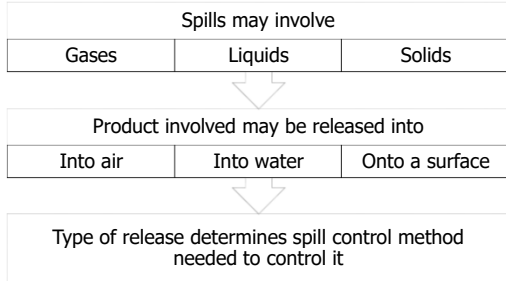 Spills may involve
Gases Liquids Solids
Product involved may be released into
Into air Into water Onto a surface
Type of release determines spill control method
needed to control it